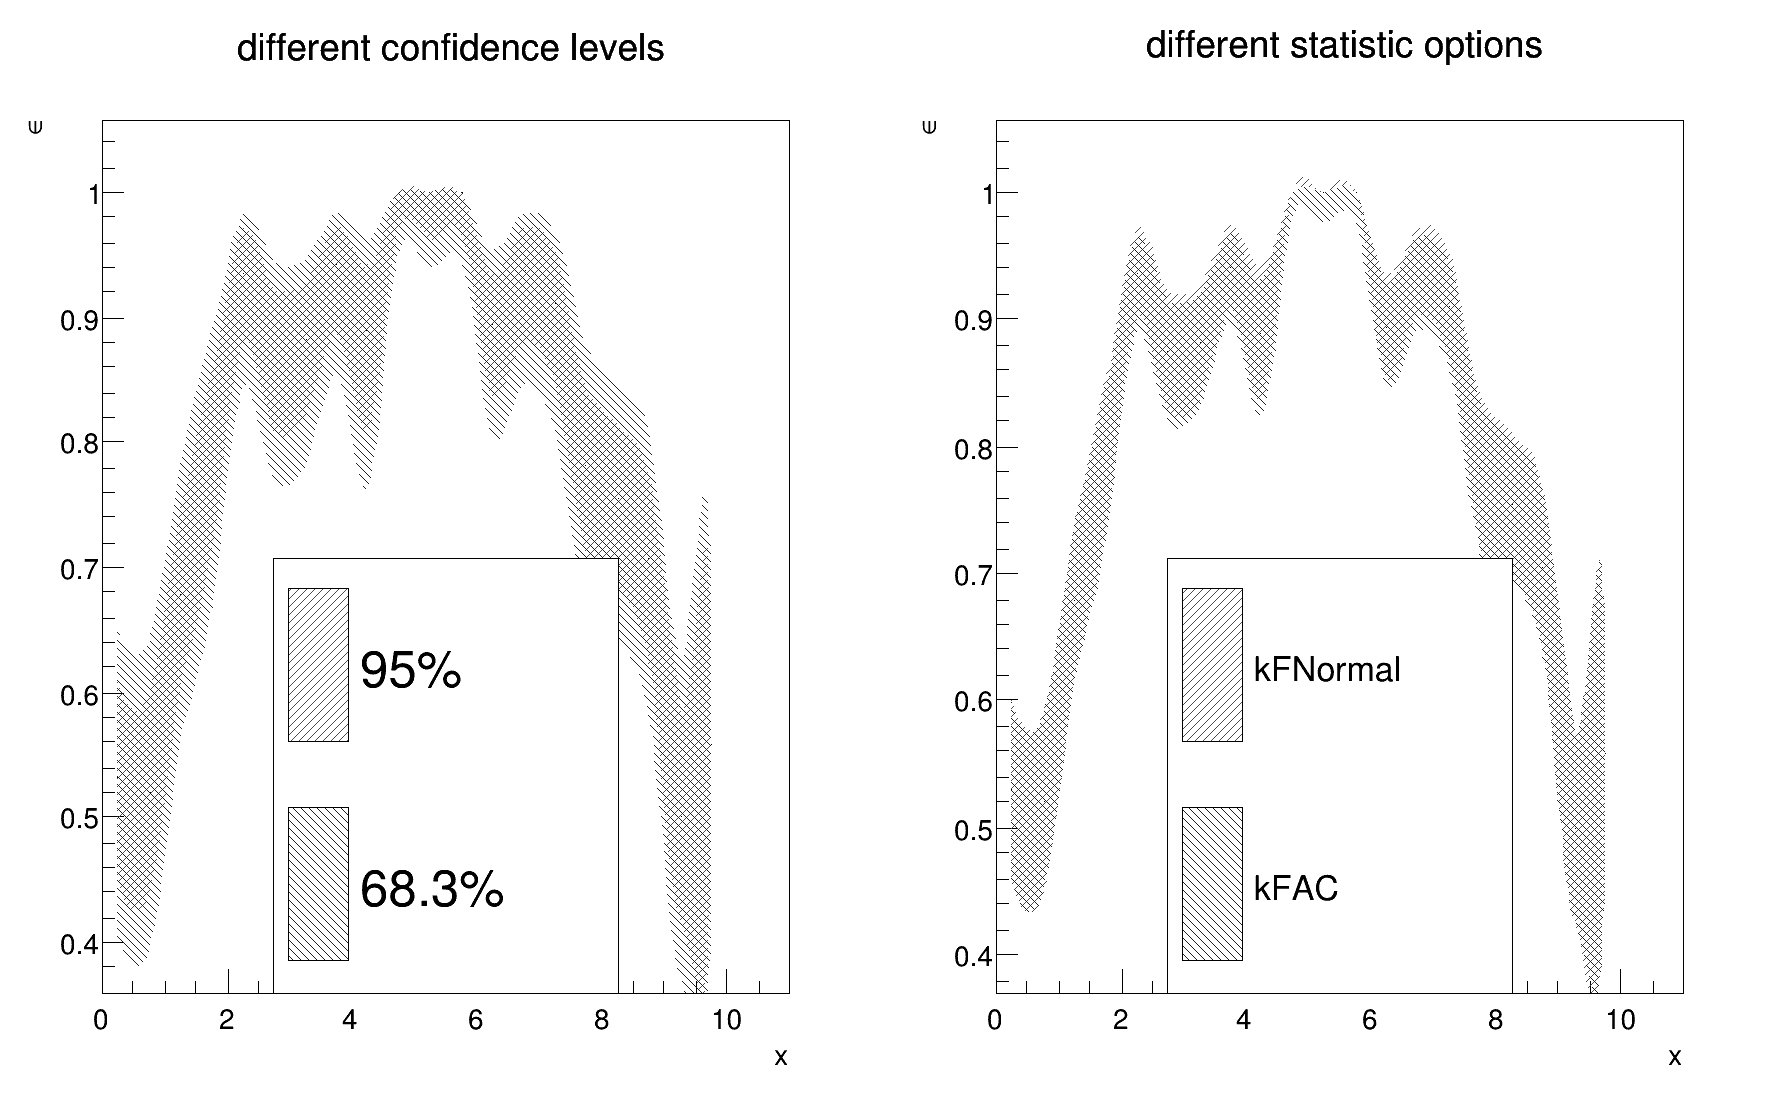 different confidence levels
∈
1
0.9
0.8
0.7
0.6
0.5
0.4
95%
68.3%
0 2 4 6 8 10
x
different statistic options
∈
1
0.9
0.8
0.7
0.6
0.5
0.4
kFNormal
kFAC
0 2 4 6 8 10
x